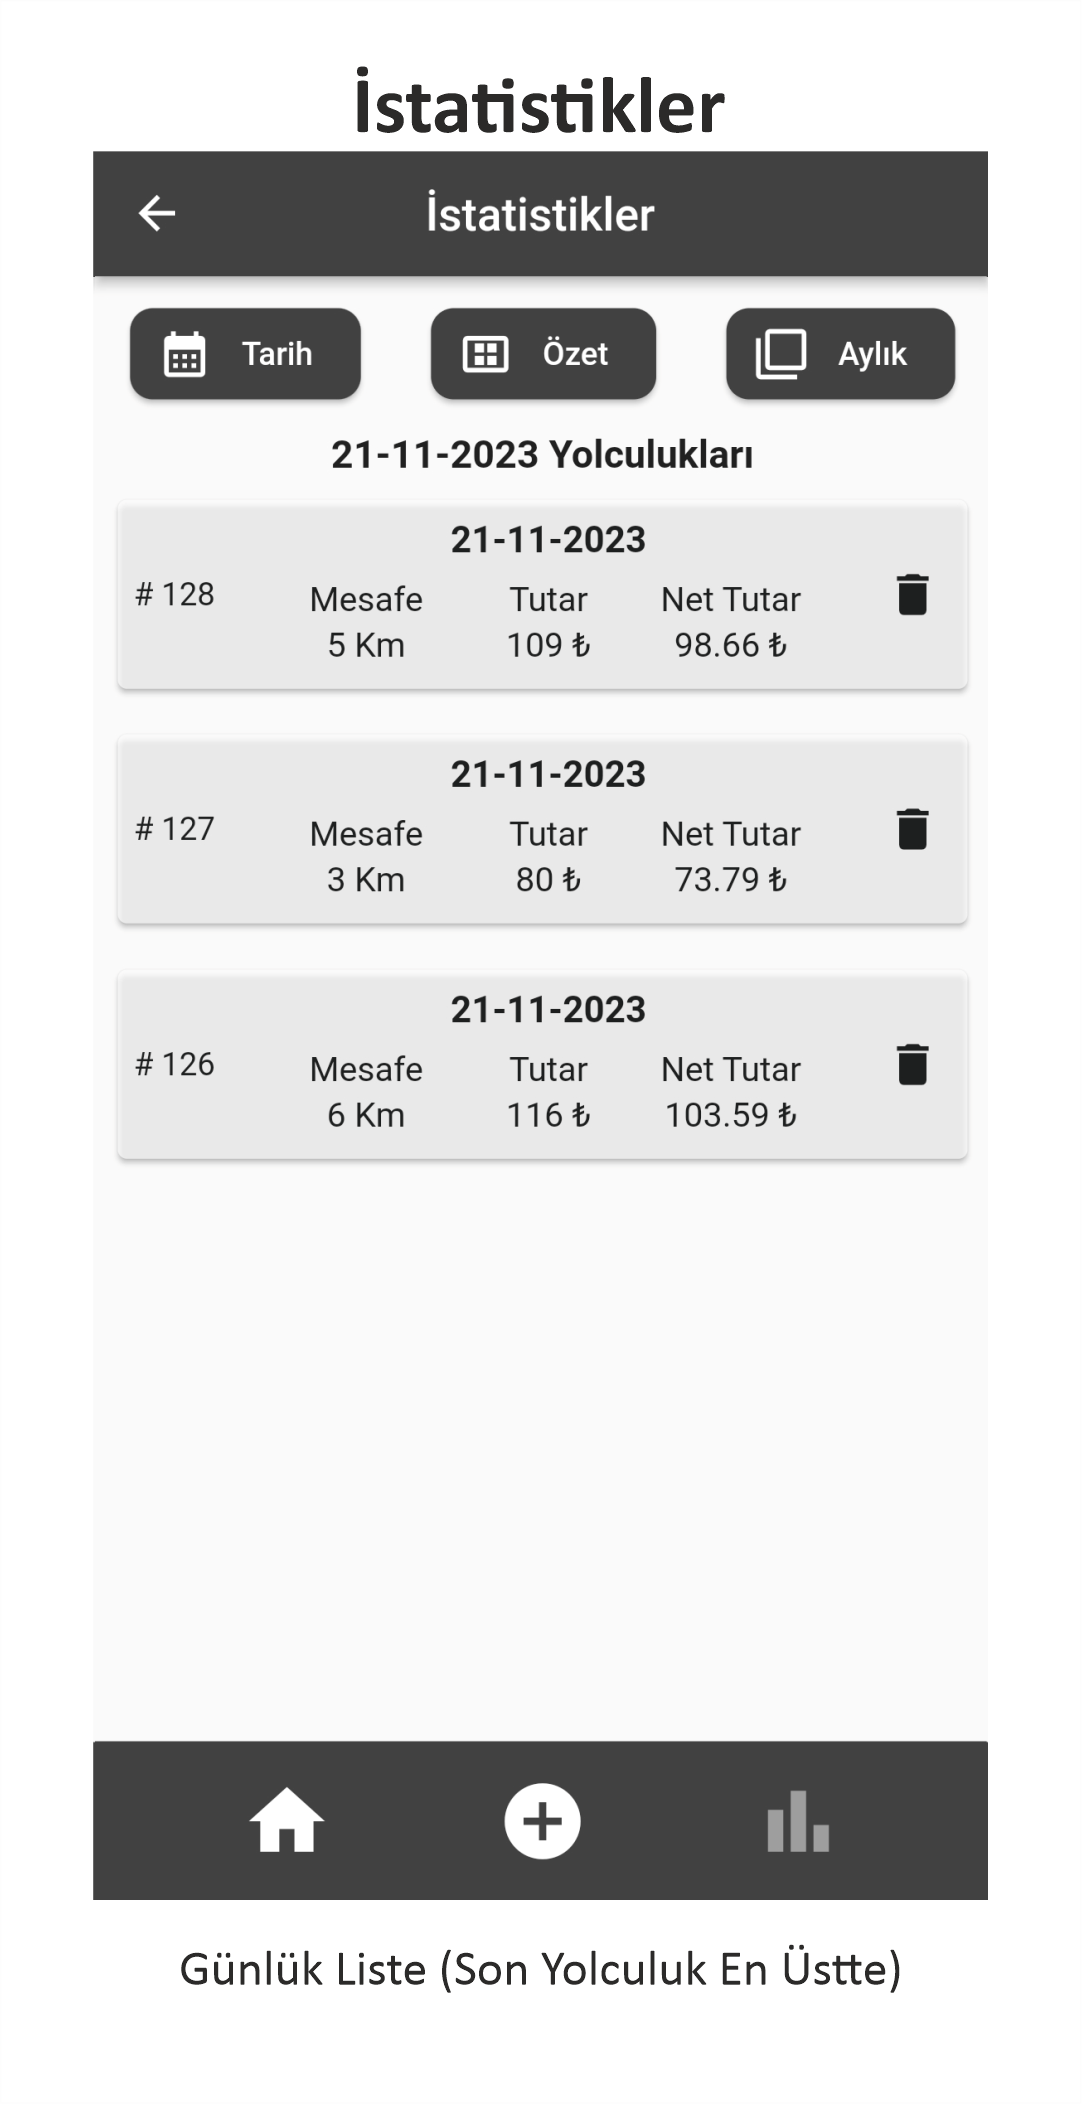 İstatistikler
İstatistikler
Tarih
Özet
Aylık
21-11-2023 Yolculukları
21-11-2023
# 128
Mesafe Tutar Net Tutar
5 Km 109 ₺ 98.66 ₺
21-11-2023
# 127
Mesafe Tutar Net Tutar
3 Km 80 ₺ 73.79 ₺
21-11-2023
# 126
Mesafe Tutar Net Tutar
6 Km 116 ₺ 103.59 ₺
Günlük Liste (Son Yolculuk En Üstte)